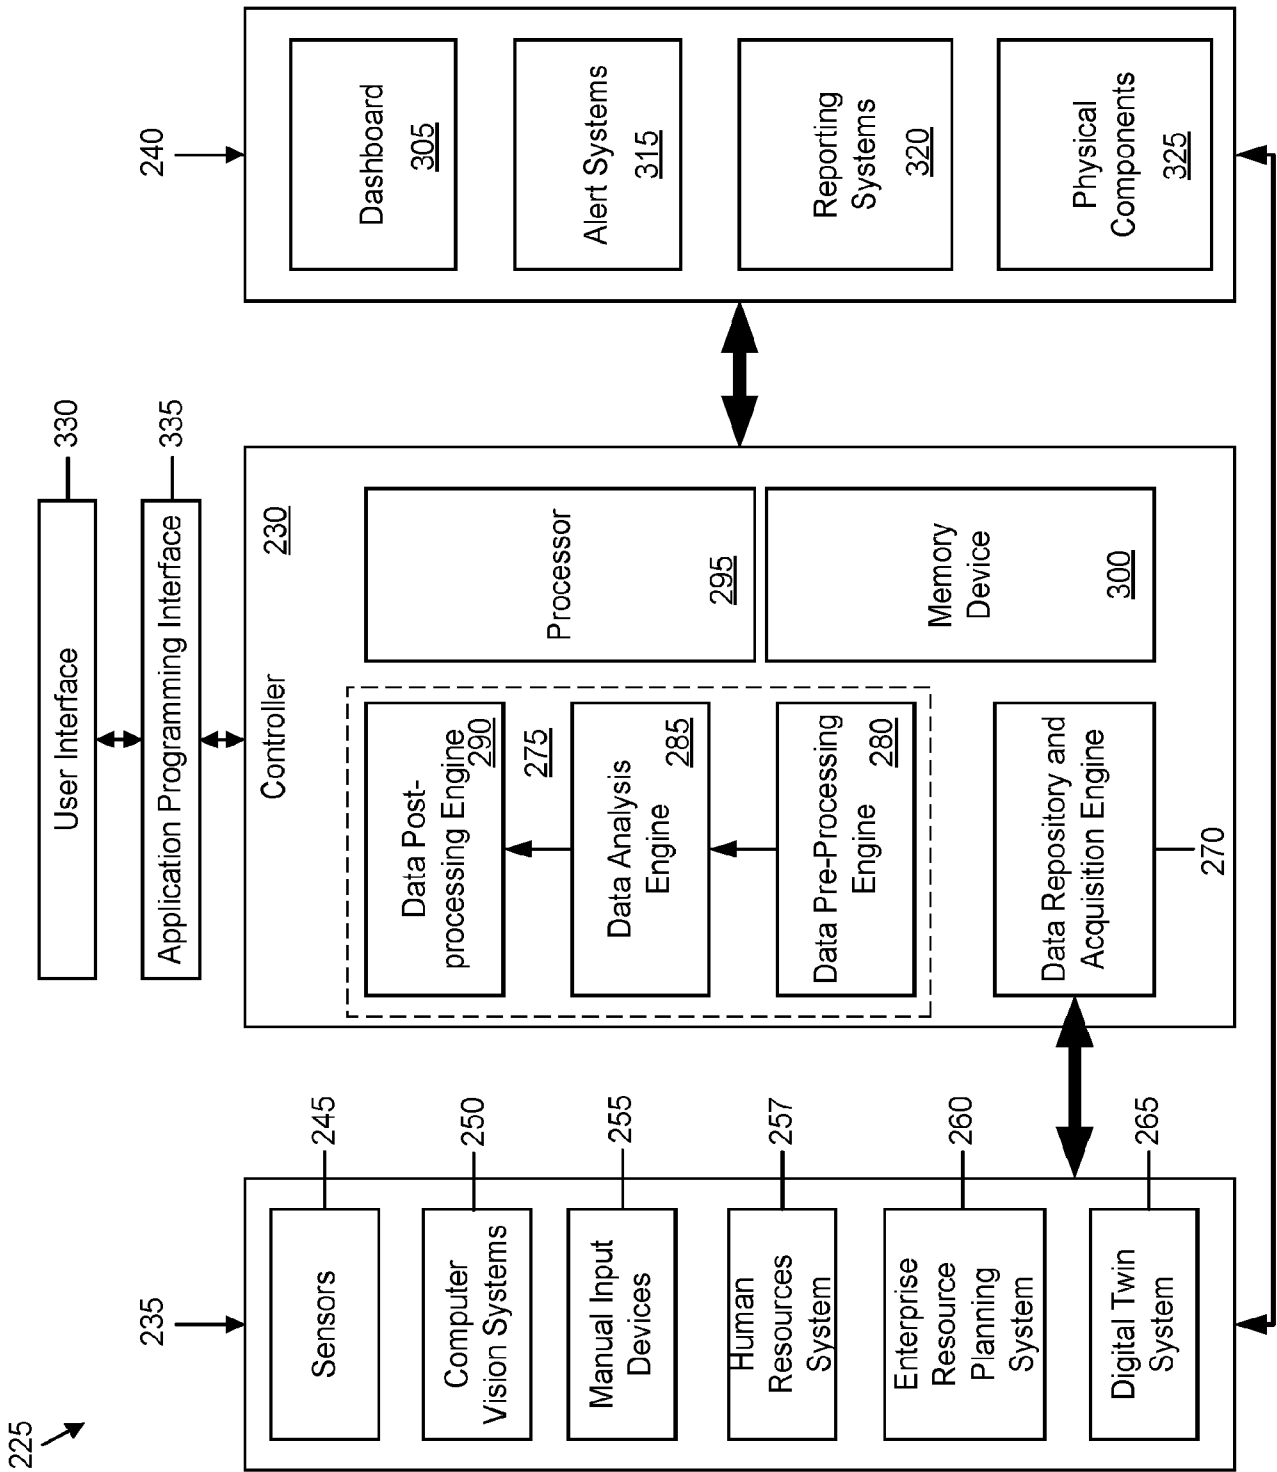 225
235
Sensors
245
Computer
Vision Systems
250
Manual Input
Devices
255
Human
Resources
System
257
Enterprise
Resource
Planning
System
260
Digital Twin
System
265
User Interface
330
Application Programming Interface
335
Controller
230
Data Post-
processing Engine
290
275
Data Analysis
Engine
285
Data Pre-Processing
Engine
280
Data Repository and
Acquisition Engine
270
Processor
295
Memory
Device
300
240
Dashboard
305
Alert Systems
315
Reporting
Systems
320
Physical
Components
325